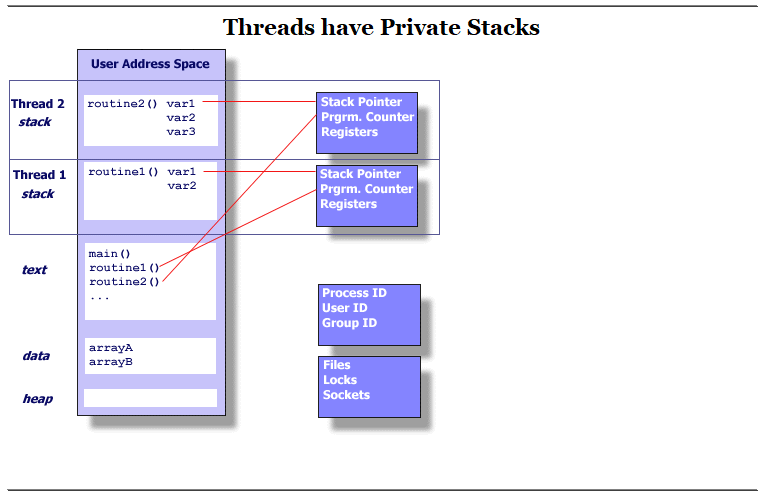 Threads have Private Stacks
User Address Space
Thread 2
stack
routine2() var1
var2
var3
Stack Pointer
Prgrm. Counter
Registers
Thread 1
stack
routine1() var1
var2
Stack Pointer
Prgrm. Counter
Registers
text
main()
routine1()
routine2()
...
Process ID
User ID
Group ID
data
arrayA
arrayB
Files
Locks
Sockets
heap